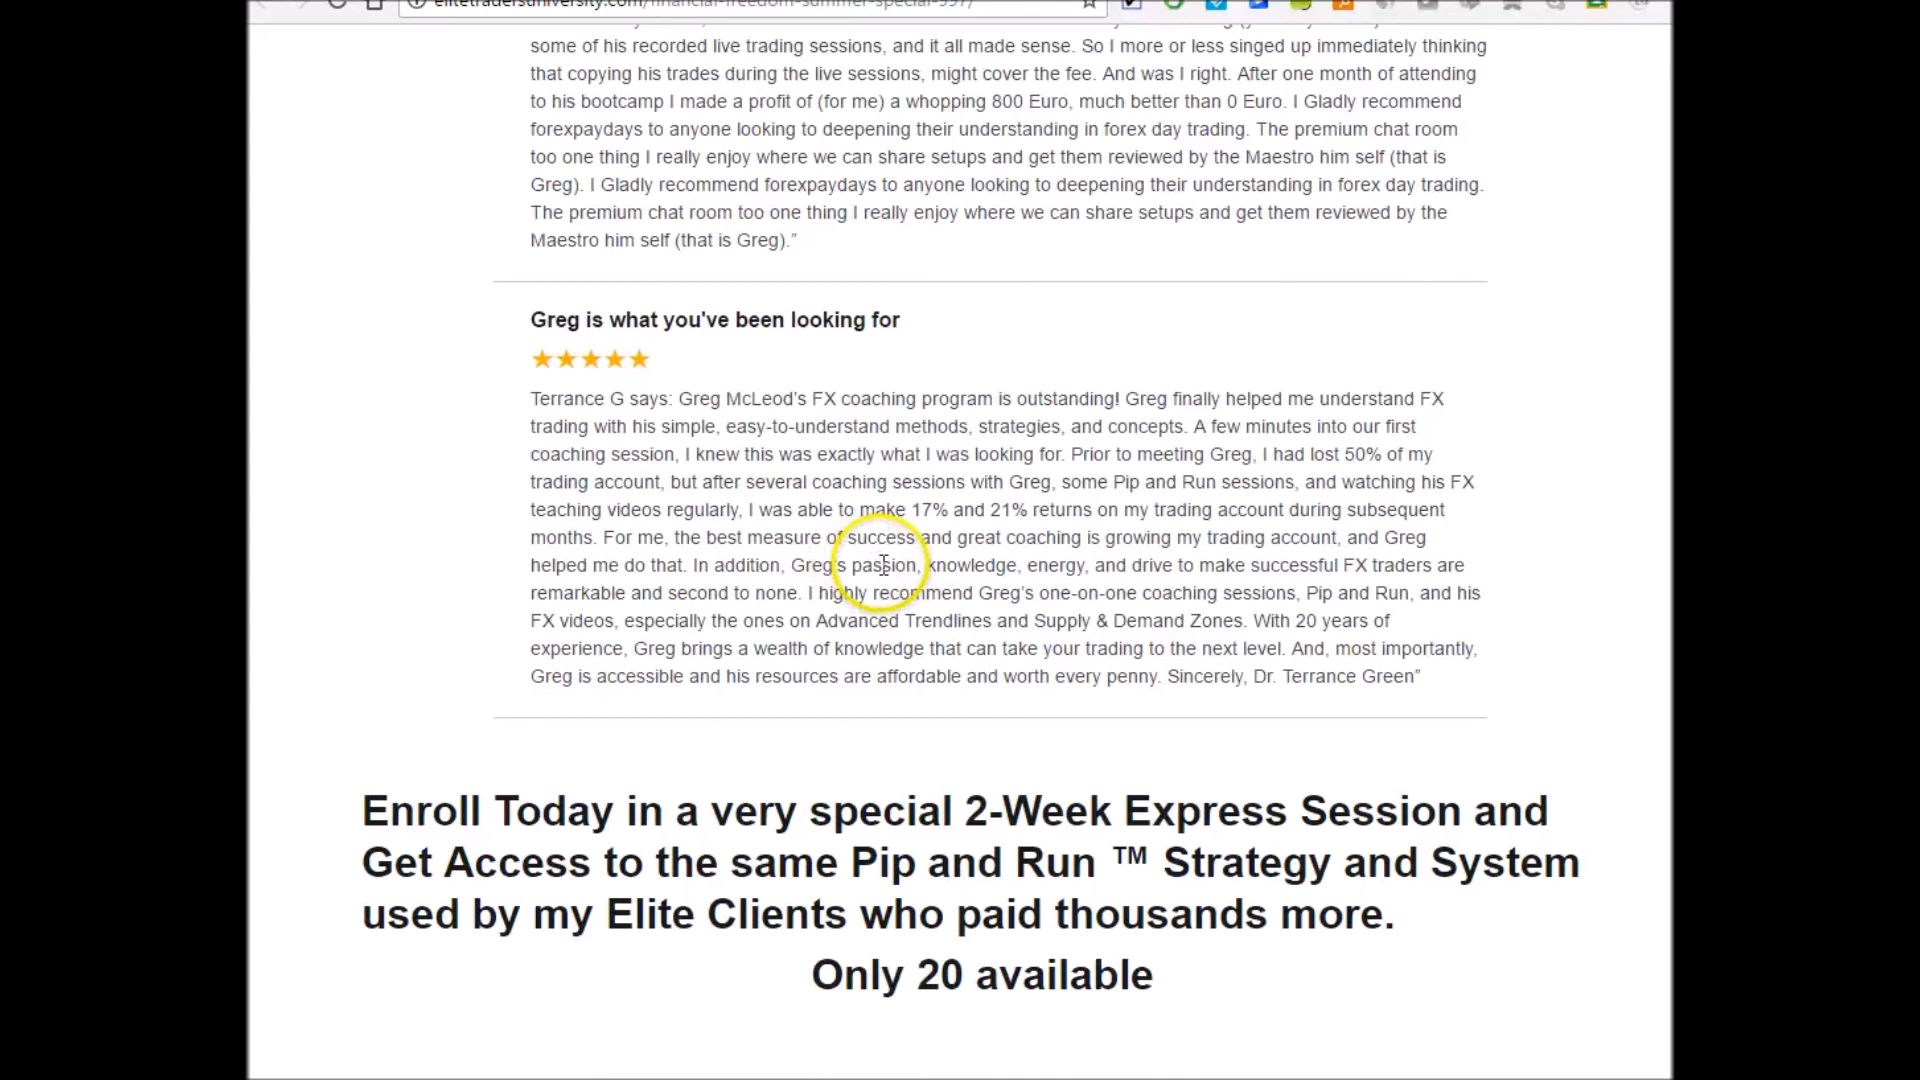 elitetradersuniversity.com/financial-freedom-summer-special-997/
some of his recorded live trading sessions, and it all made sense. So I more or less singed up immediately thinking
that copying his trades during the live sessions, might cover the fee. And was I right. After one month of attending
to his bootcamp I made a profit of (for me) a whopping 800 Euro, much better than 0 Euro. I Gladly recommend
forexpaydays to anyone looking to deepening their understanding in forex day trading. The premium chat room
too one thing I really enjoy where we can share setups and get them reviewed by the Maestro him self (that is
Greg). I Gladly recommend forexpaydays to anyone looking to deepening their understanding in forex day trading.
The premium chat room too one thing I really enjoy where we can share setups and get them reviewed by the
Maestro him self (that is Greg).”
Greg is what you've been looking for
Terrance G says: Greg McLeod’s FX coaching program is outstanding! Greg finally helped me understand FX
trading with his simple, easy-to-understand methods, strategies, and concepts. A few minutes into our first
coaching session, I knew this was exactly what I was looking for. Prior to meeting Greg, I had lost 50% of my
trading account, but after several coaching sessions with Greg, some Pip and Run sessions, and watching his FX
teaching videos regularly, I was able to make 17% and 21% returns on my trading account during subsequent
months. For me, the best measure of success and great coaching is growing my trading account, and Greg
helped me do that. In addition, Greg’s passion, knowledge, energy, and drive to make successful FX traders are
remarkable and second to none. I highly recommend Greg’s one-on-one coaching sessions, Pip and Run, and his
FX videos, especially the ones on Advanced Trendlines and Supply & Demand Zones. With 20 years of
experience, Greg brings a wealth of knowledge that can take your trading to the next level. And, most importantly,
Greg is accessible and his resources are affordable and worth every penny. Sincerely, Dr. Terrance Green”
Enroll Today in a very special 2-Week Express Session and
Get Access to the same Pip and Run ™ Strategy and System
used by my Elite Clients who paid thousands more.
Only 20 available